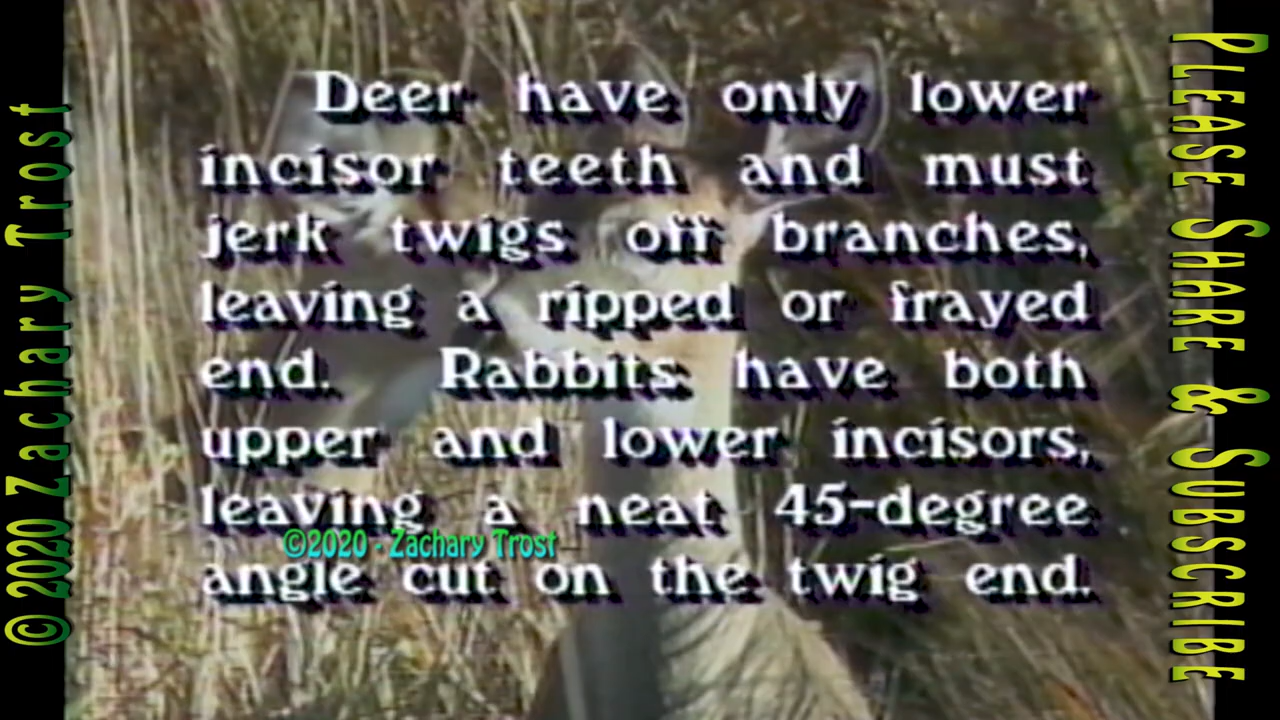 Deer have only lower
incisor teeth and must
jerk twigs off branches,
leaving a ripped or frayed
end. Rabbits have both
upper and lower incisors,
leaving a neat 45-degree
angle cut on the twig end.
©2020 - Zachary Trost
© 2020 Zachary Trost
PLEASE SHARE & SUBSCRIBE